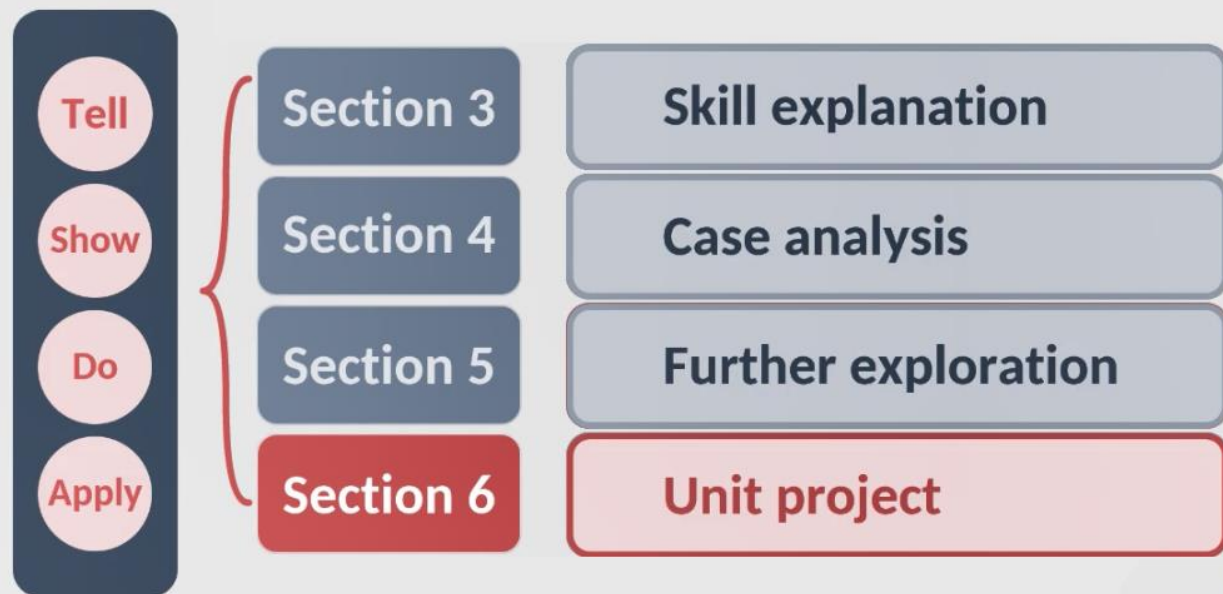 Tell
Section 3
Skill explanation
Show
Section 4
Case analysis
Do
Section 5
Further exploration
Apply
Section 6
Unit project